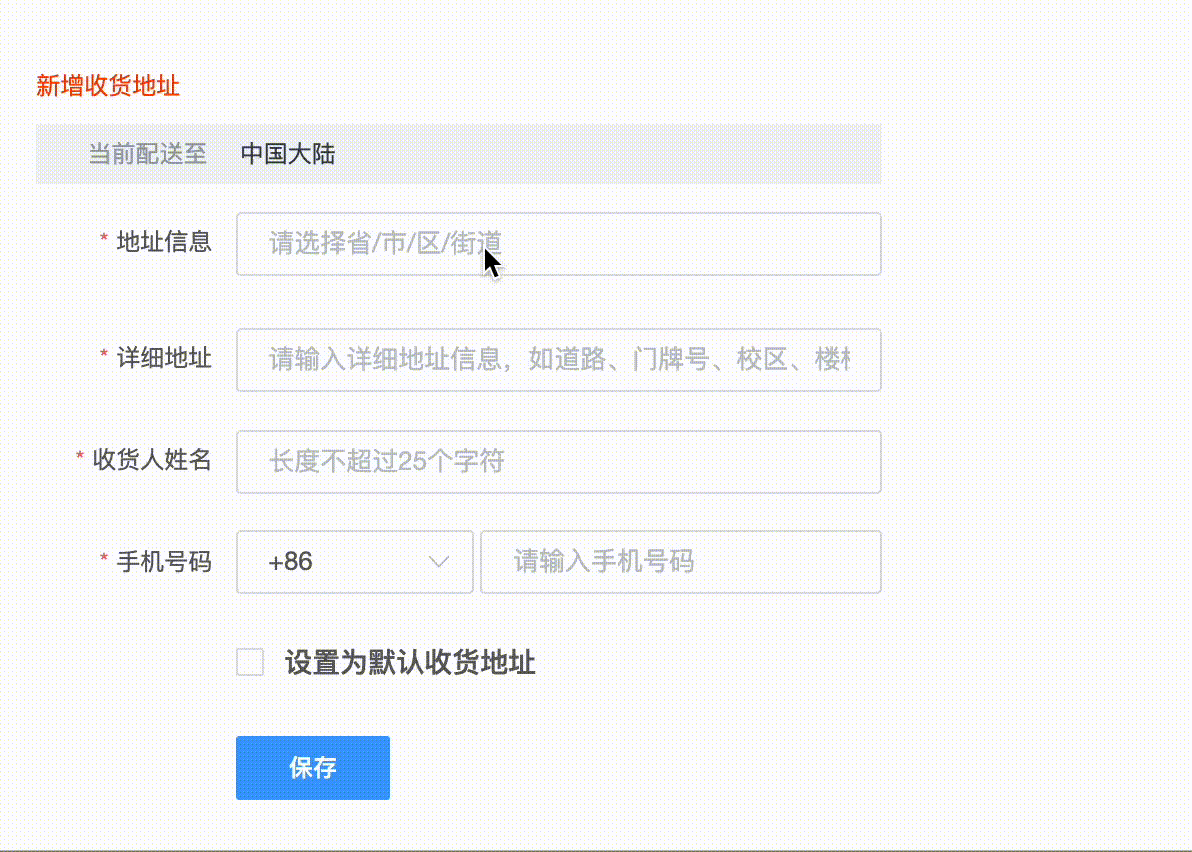 新增收货地址
当前配送至 中国大陆
* 地址信息 请选择省/市/区/街道
* 详细地址 请输入详细地址信息，如道路、门牌号、校区、楼
* 收货人姓名 长度不超过25个字符
* 手机号码 +86 请输入手机号码
设置为默认收货地址
保存